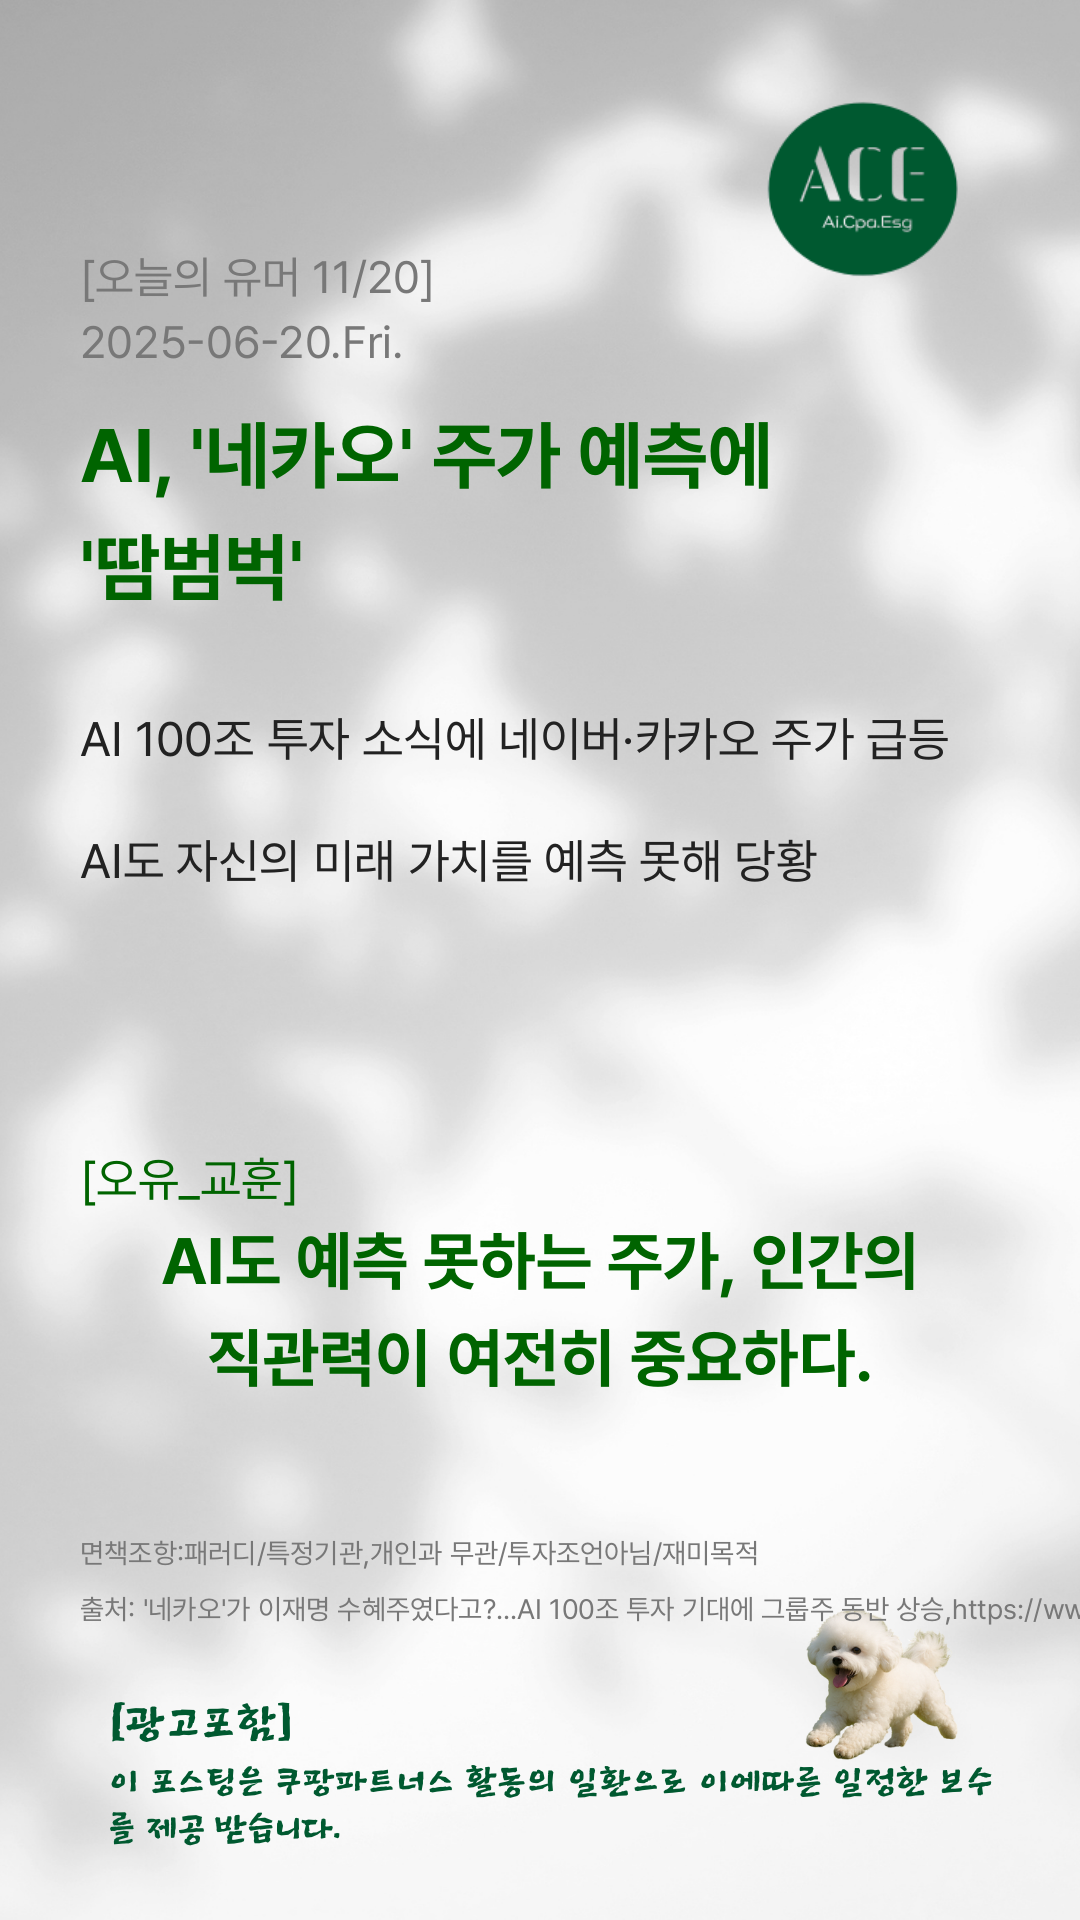 ACE
Ai.Cpa.Esg
[오늘의 유머 11/20]
2025-06-20.Fri.
AI, '네카오' 주가 예측에
'땀범벅'
AI 100조 투자 소식에 네이버·카카오 주가 급등
AI도 자신의 미래 가치를 예측 못해 당황
[오유_교훈]
AI도 예측 못하는 주가, 인간의
직관력이 여전히 중요하다.
면책조항:패러디/특정기관,개인과 무관/투자조언아님/재미목적
출처: '네카오'가 이재명 수혜주였다고?...AI 100조 투자 기대에 그룹주 동반 상승,https://ww
[광고포함]
이 포스팅은 쿠팡파트너스 활동의 일환으로 이에따른 일정한 보수
를 제공 받습니다.